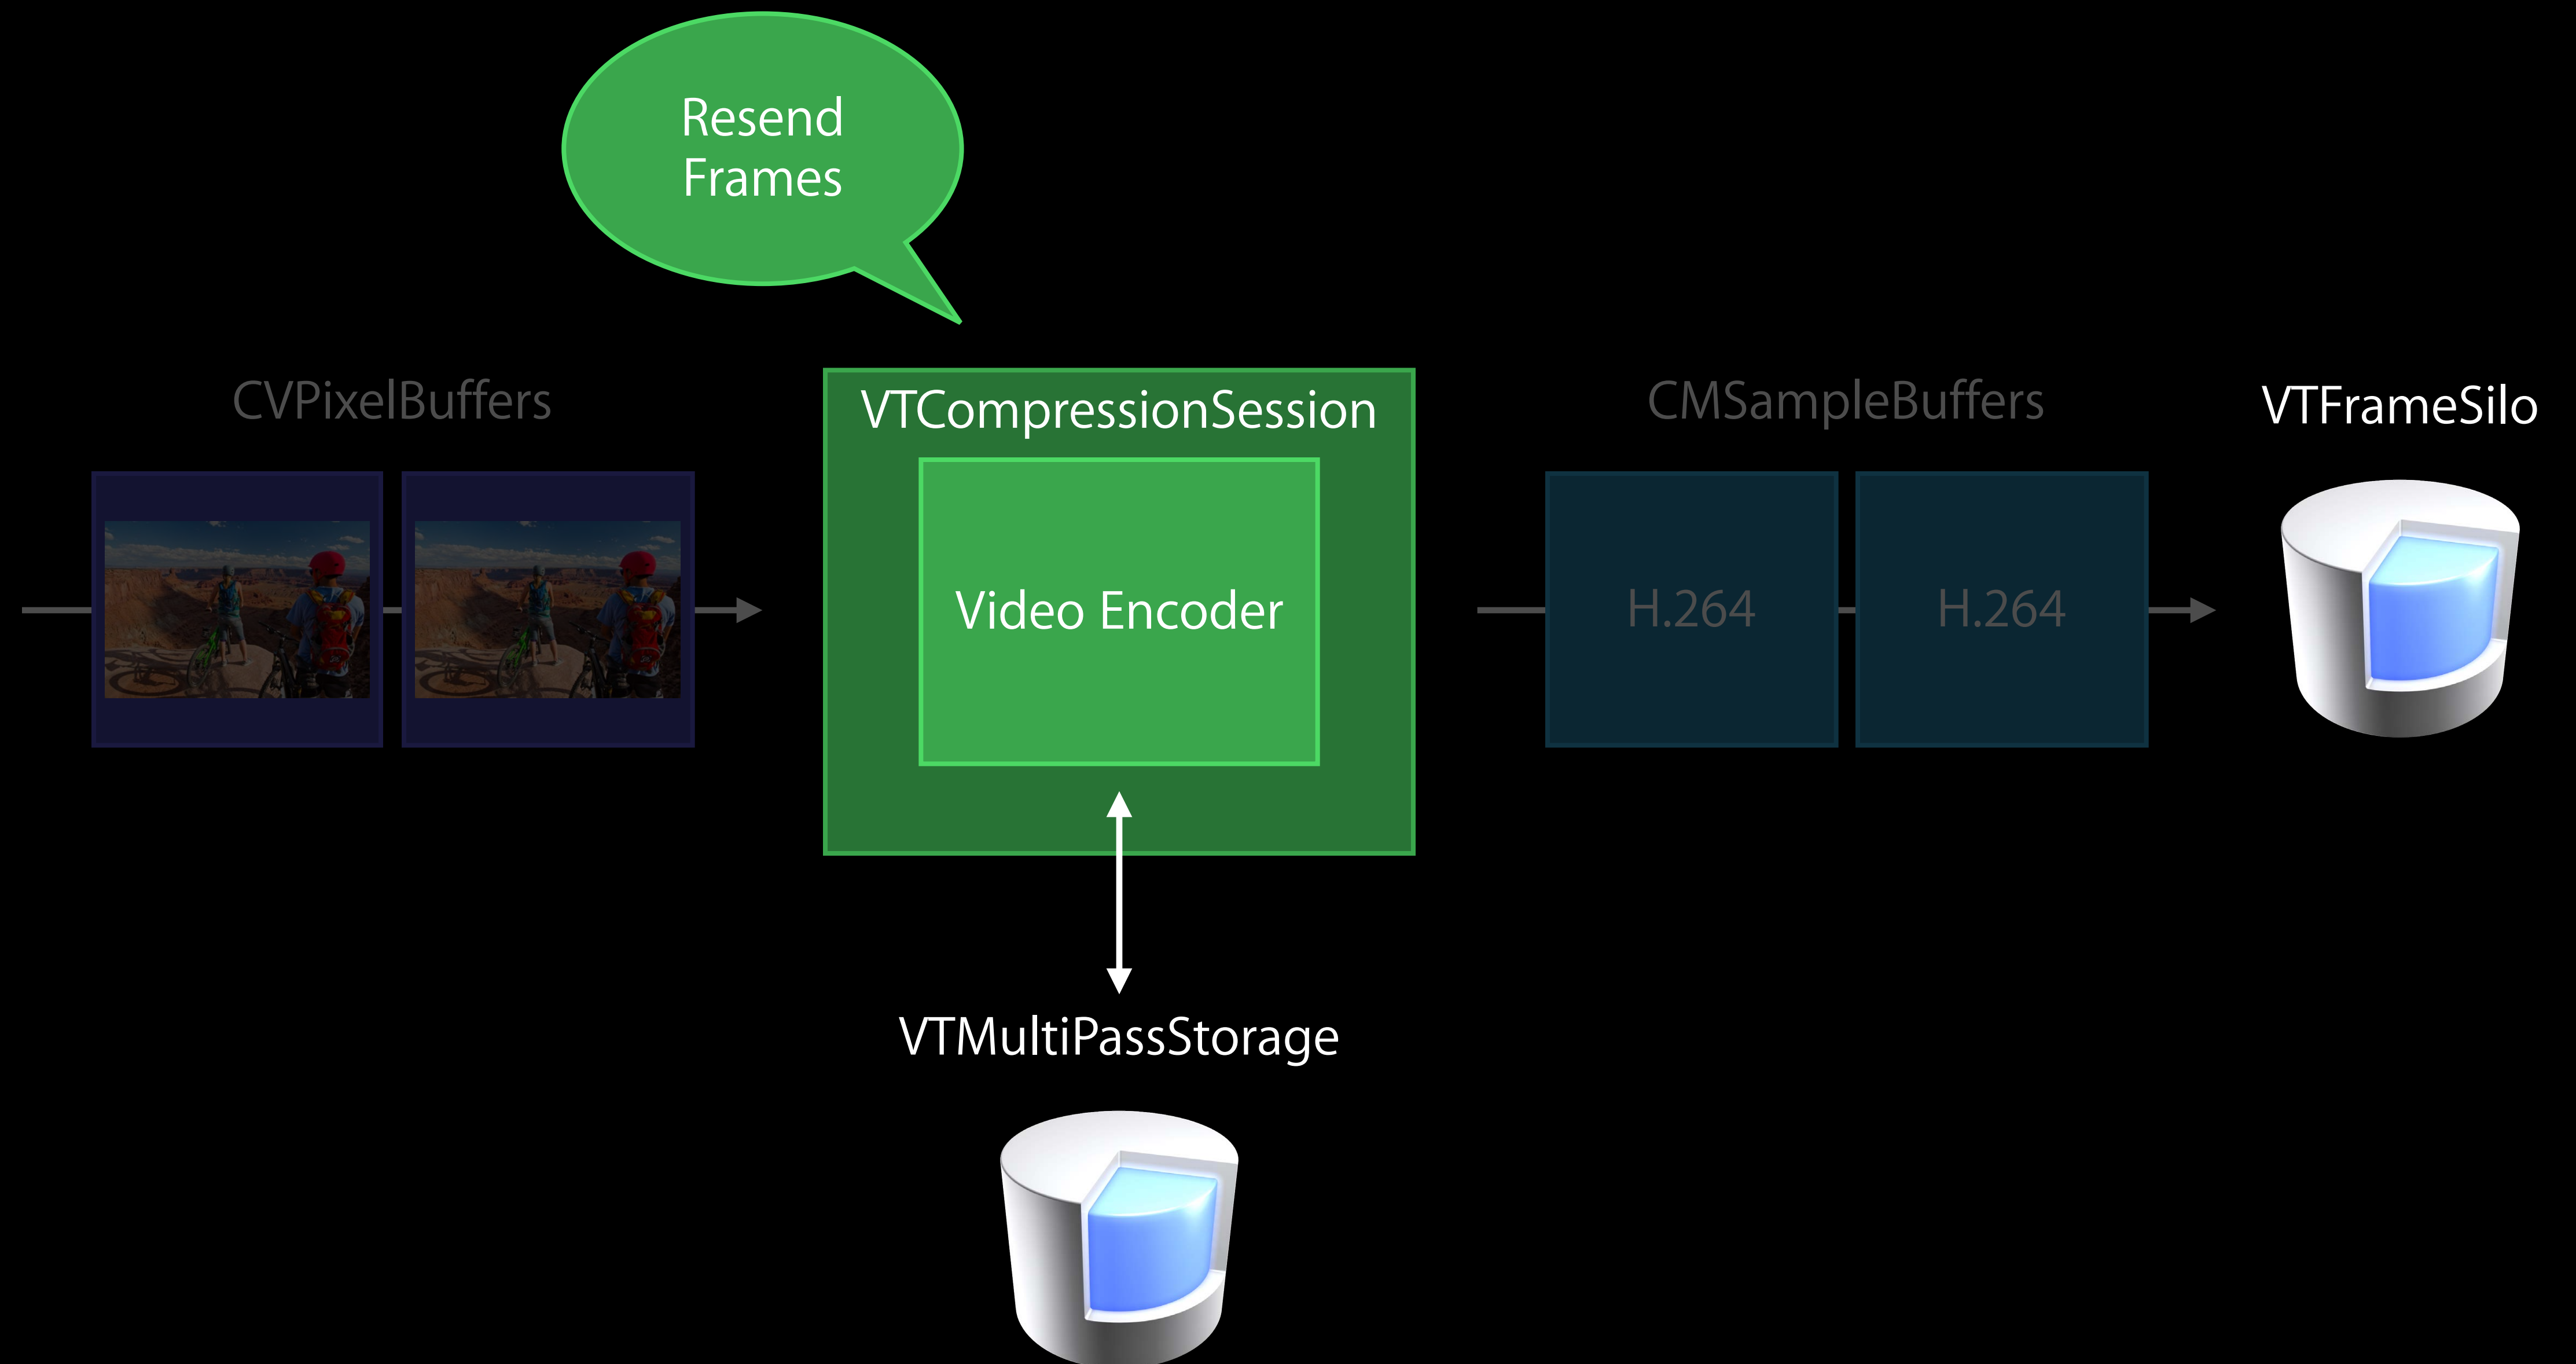 Resend
Frames
CVPixelBuffers
VTCompressionSession
CMSampleBuffers
VTFrameSilo
Video Encoder
H.264
H.264
VTMultiPassStorage